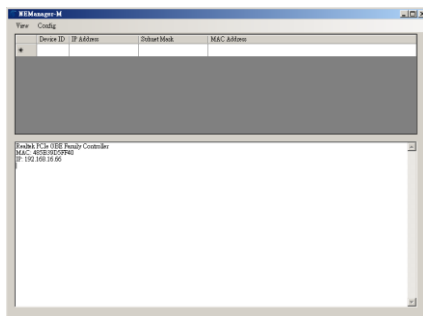 NEManager-M
View Config
Device ID IP Address Subnet Mask MAC Address
Realtek PCIe GBE Family Controller
MAC: 485B39D5FF40
IP: 192.168.16.66